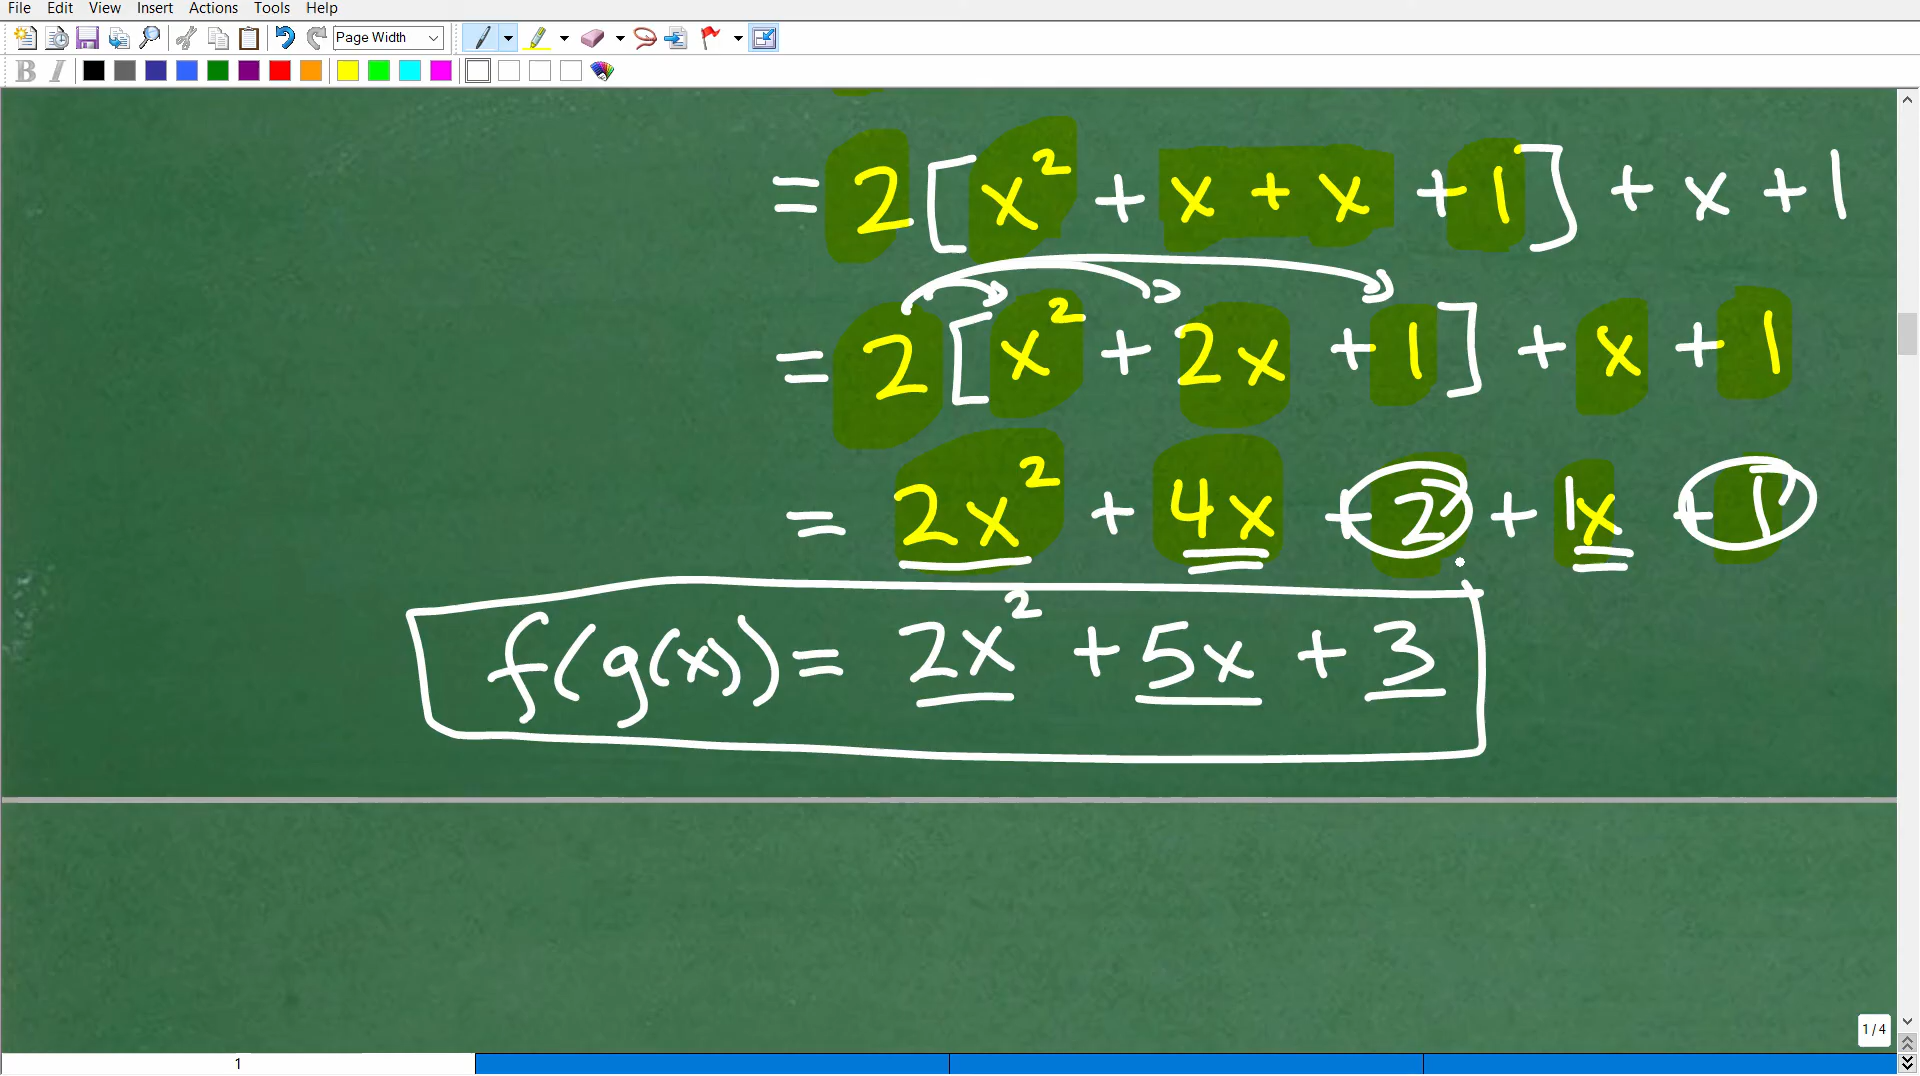 File Edit View Insert Actions Tools Help
Page Width
B I
= 2[x² + x + x + 1] + x + 1
= 2[x² + 2x + 1] + x + 1
= 2x² + 4x + 2 + 1x + 1
f(g(x)) = 2x² + 5x + 3
1 / 4
1